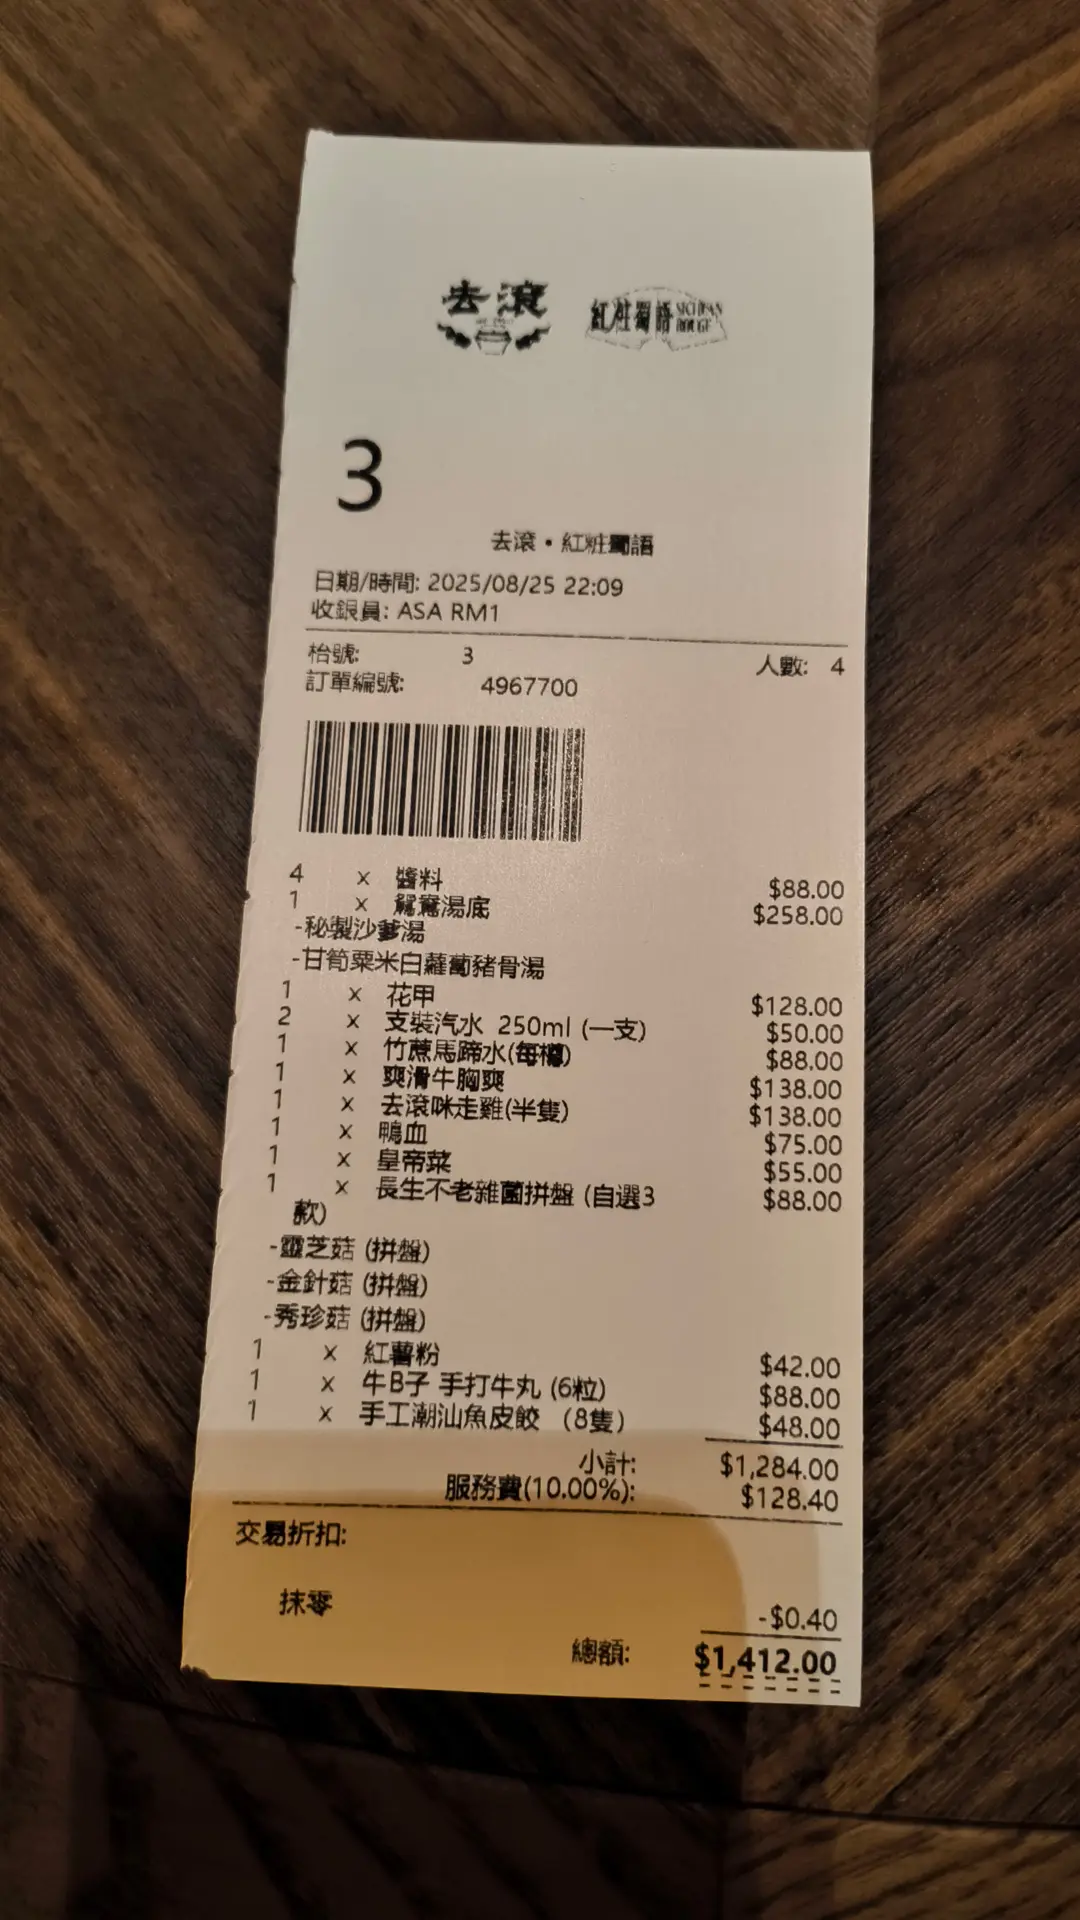 去滾
紅粧蜀語 SICHUAN ROUGE
3
去滾·紅粧蜀語
日期/時間: 2025/08/25 22:09
收銀員: ASA RM1
枱號: 3 人數: 4
訂單編號: 4967700
4 x 醬料 $88.00
1 x 鴛鴦湯底 $258.00
-秘製沙爹湯
-甘筍粟米白蘿蔔豬骨湯
1 x 花甲 $128.00
2 x 支裝汽水 250ml (一支) $50.00
1 x 竹蔗馬蹄水(每樽) $88.00
1 x 爽滑牛胸爽 $138.00
1 x 去滾咪走雞(半隻) $138.00
1 x 鴨血 $75.00
1 x 皇帝菜 $55.00
1 x 長生不老雜菌拼盤 (自選3 $88.00
款)
-靈芝菇 (拼盤)
-金針菇 (拼盤)
-秀珍菇 (拼盤)
1 x 紅薯粉 $42.00
1 x 牛B子 手打牛丸 (6粒) $88.00
1 x 手工潮汕魚皮餃 (8隻) $48.00
小計: $1,284.00
服務費(10.00%): $128.40
交易折扣:
抹零 -$0.40
總額: $1,412.00